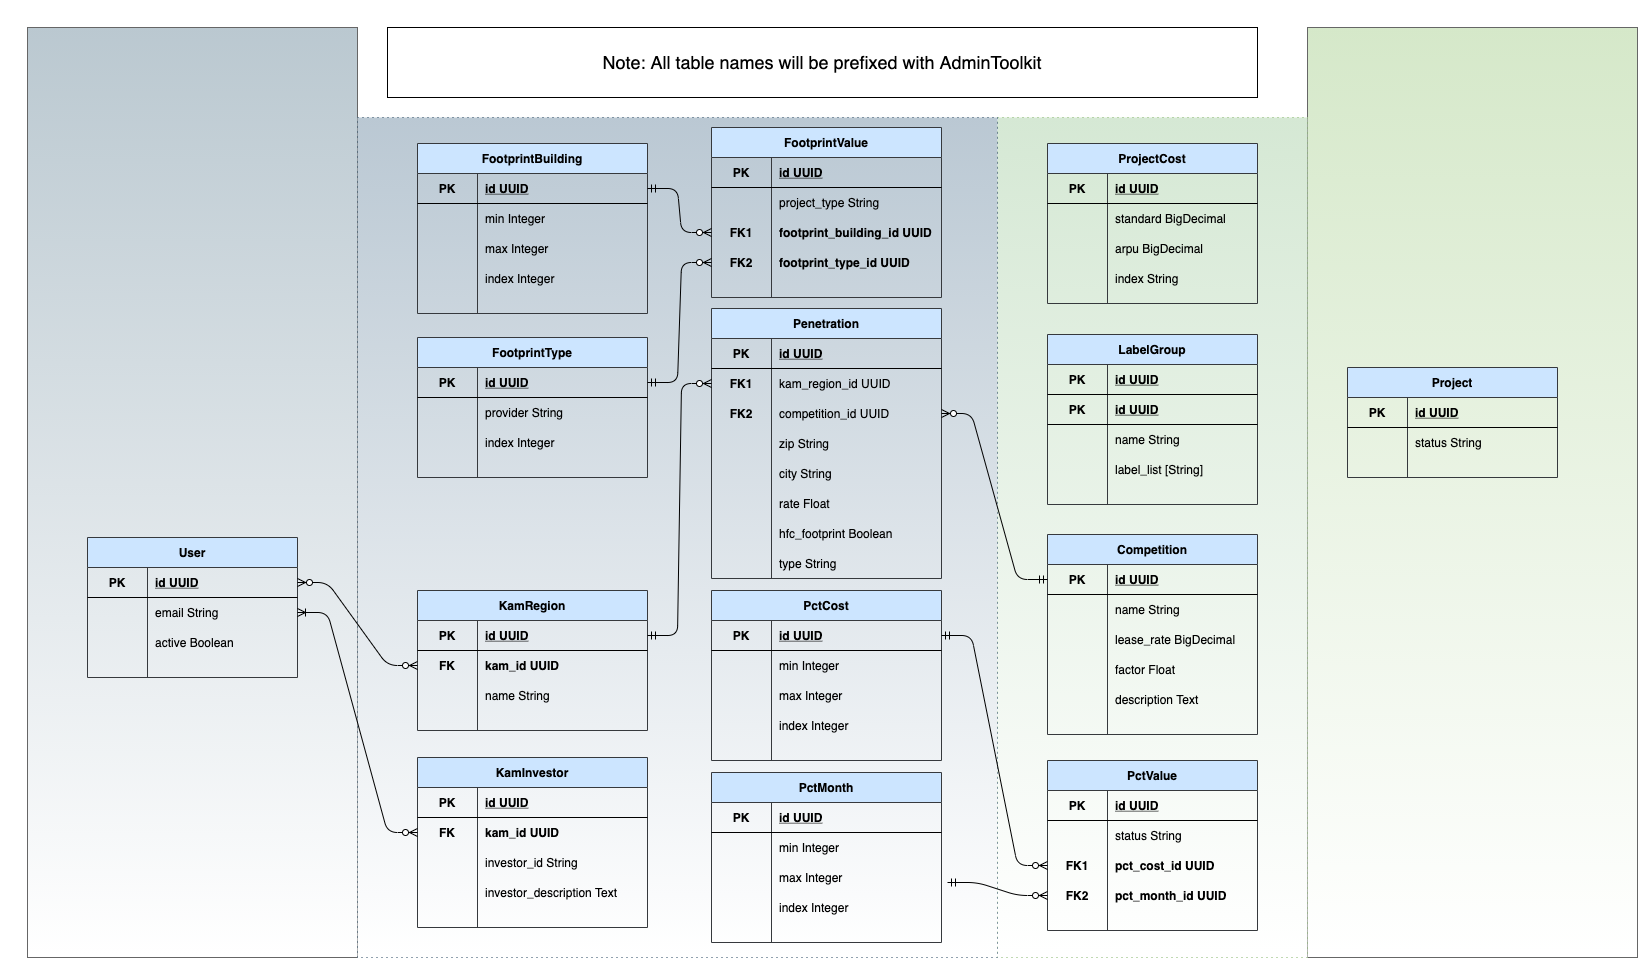 Note: All table names will be prefixed with AdminToolkit
FootprintBuilding
PK id UUID
min Integer
max Integer
index Integer
FootprintType
PK id UUID
provider String
index Integer
User
PK id UUID
email String
active Boolean
KamRegion
PK id UUID
FK kam_id UUID
name String
KamInvestor
PK id UUID
FK kam_id UUID
investor_id String
investor_description Text
FootprintValue
PK id UUID
project_type String
FK1 footprint_building_id UUID
FK2 footprint_type_id UUID
Penetration
PK id UUID
FK1 kam_region_id UUID
FK2 competition_id UUID
zip String
city String
rate Float
hfc_footprint Boolean
type String
PctCost
PK id UUID
min Integer
max Integer
index Integer
PctMonth
PK id UUID
min Integer
max Integer
index Integer
ProjectCost
PK id UUID
standard BigDecimal
arpu BigDecimal
index String
LabelGroup
PK id UUID
PK id UUID
name String
label_list [String]
Competition
PK id UUID
name String
lease_rate BigDecimal
factor Float
description Text
PctValue
PK id UUID
status String
FK1 pct_cost_id UUID
FK2 pct_month_id UUID
Project
PK id UUID
status String